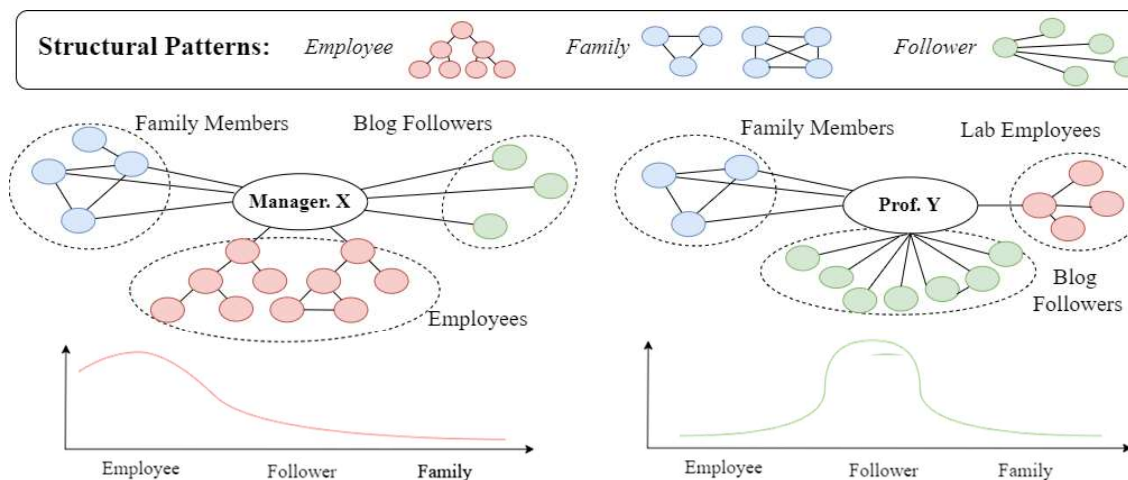 Structural Patterns: Employee Family Follower
Family Members Blog Followers
Manager. X
Employees
Employee Follower Family
Family Members Lab Employees
Prof. Y
Blog
Followers
Employee Follower Family